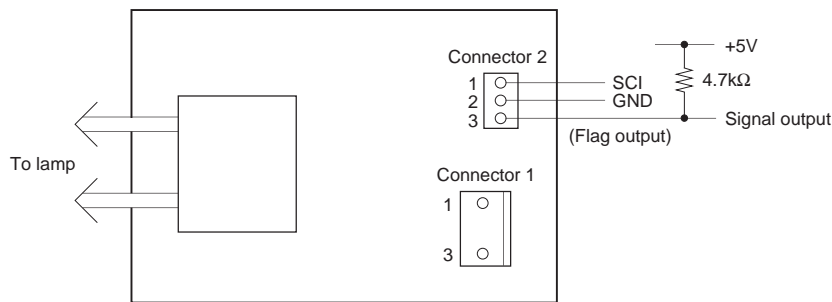 Connector 2
1
2
3
SCI
GND
(Flag output)
+5V
4.7kΩ
Signal output
To lamp
Connector 1
1
3